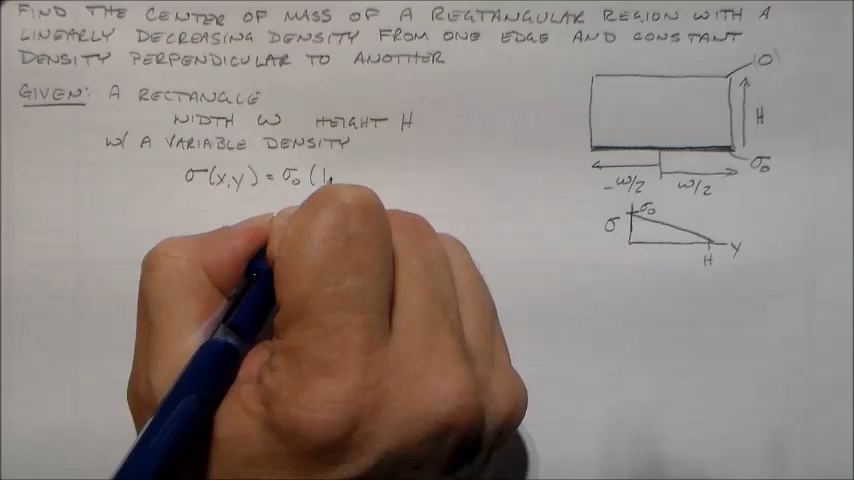 FIND THE CENTER OF MASS OF A RECTANGULAR REGION WITH A
LINEARLY DECREASING DENSITY FROM ONE EDGE AND CONSTANT
DENSITY PERPENDICULAR TO ANOTHER
GIVEN: A RECTANGLE
WIDTH W HEIGHT H
W/ A VARIABLE DENSITY
σ(x,y) = σ₀ (1
H
σ₀
-W/2 W/2
σ σ₀
H y